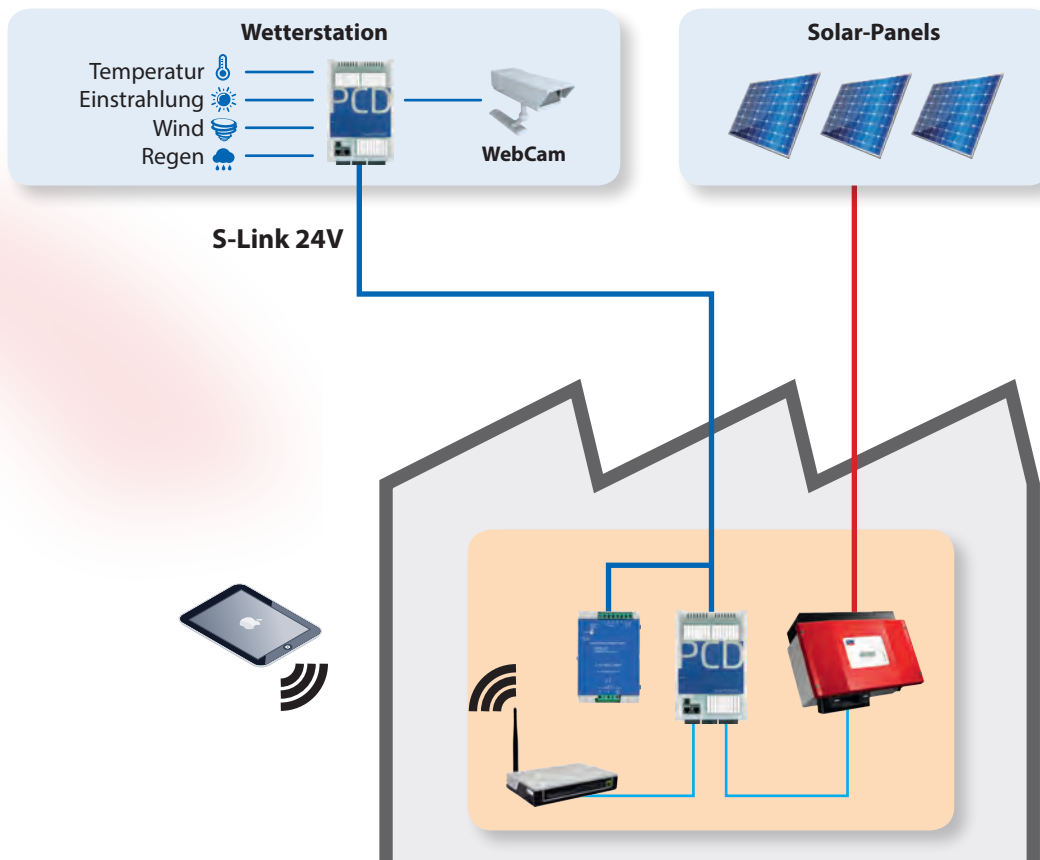 Wetterstation
Temperatur
Einstrahlung
Wind
Regen
PCD
WebCam
Solar-Panels
S-Link 24V
PCD